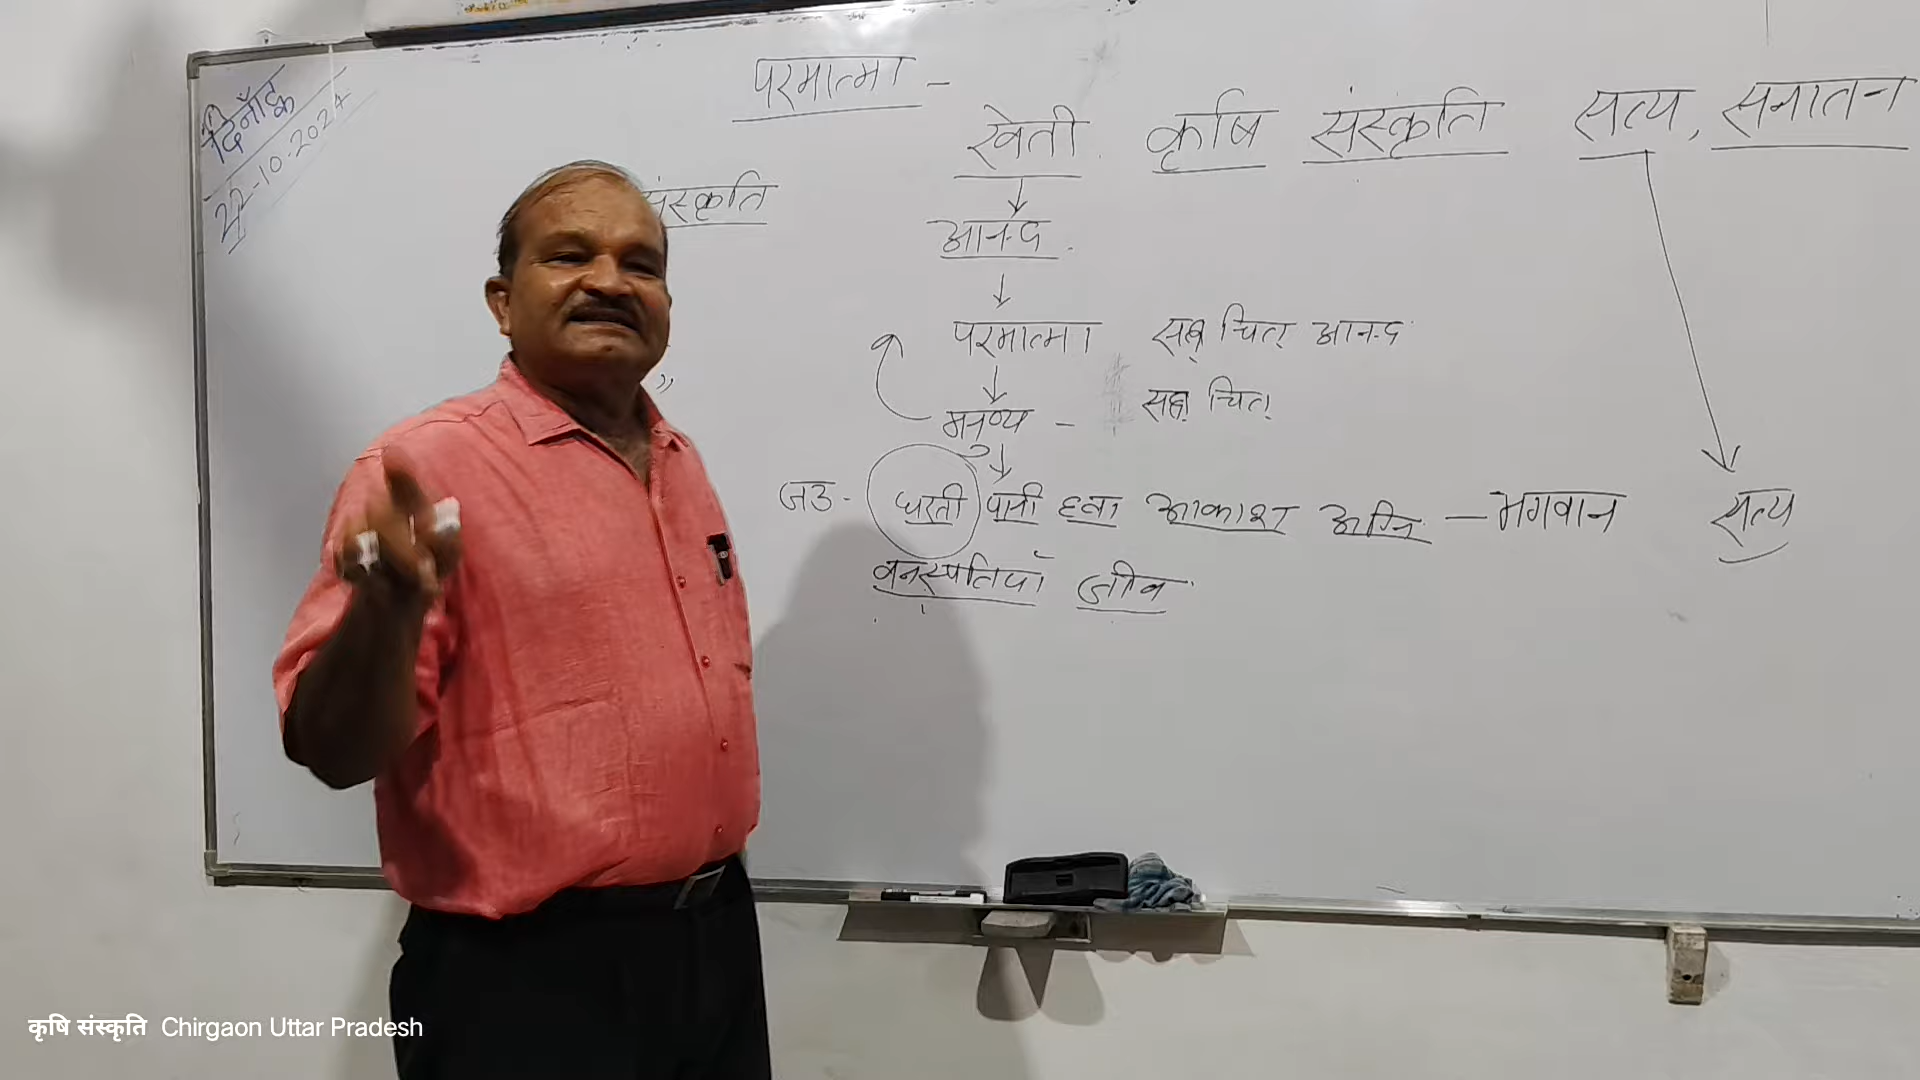 दिनाँक
22-10-2024
परमात्मा -
खेती कृषि संस्कृति सत्य, सनातन
संस्कृति
आनन्द
परमात्मा सत् चित् आनन्द
मनुष्य - सत् चित्
जड - धरती पानी हवा आकाश अग्नि - भगवान सत्य
वनस्पतियाँ जीव
कृषि संस्कृति Chirgaon Uttar Pradesh